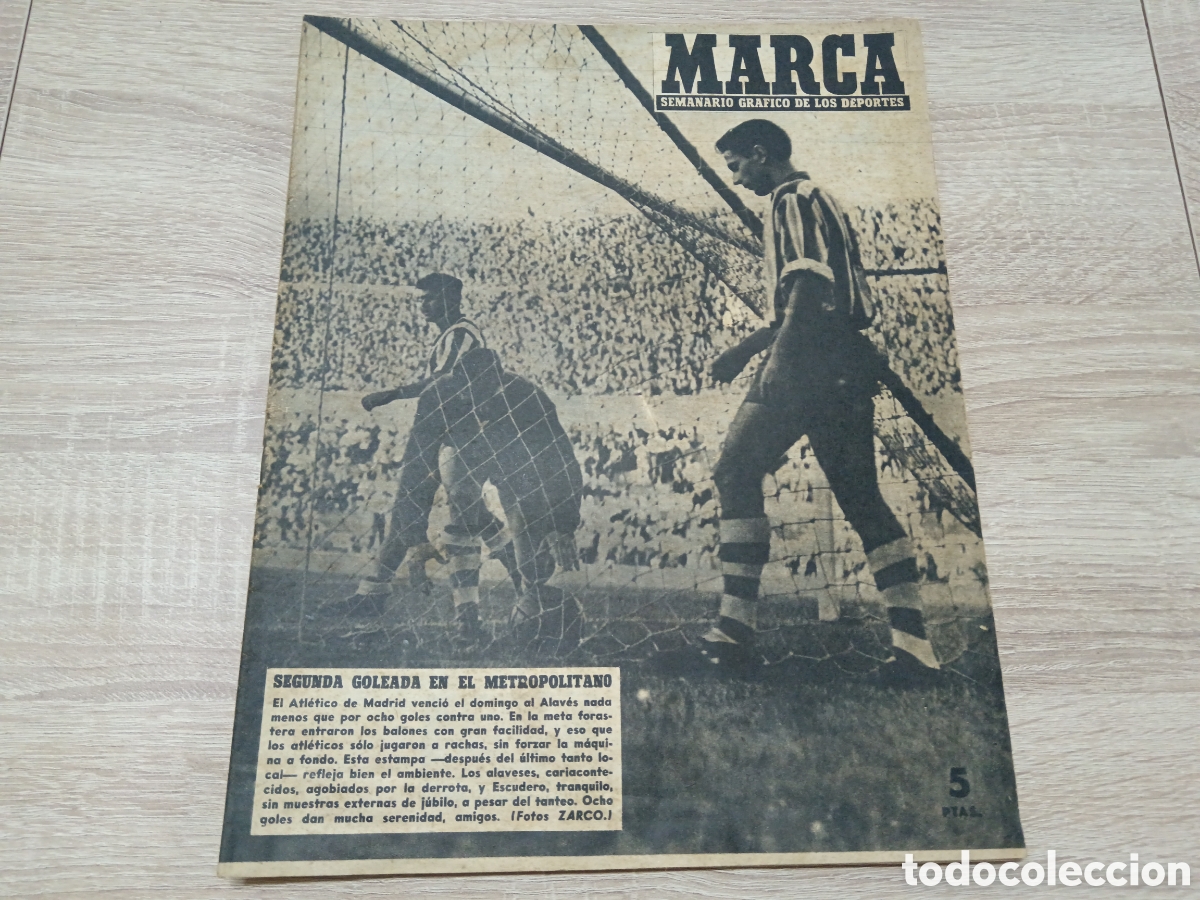 MARCA
SEMANARIO GRAFICO DE LOS DEPORTES
SEGUNDA GOLEADA EN EL METROPOLITANO
El Atlético de Madrid venció el domingo al Alavés nada
menos que por ocho goles contra uno. En la meta foras-
tera entraron los balones con gran facilidad, y eso que
los atléticos sólo jugaron a rachas, sin forzar la máqui-
na a fondo. Esta estampa —después del último tanto lo-
cal— refleja bien el ambiente. Los alaveses, cariaconte-
cidos, agobiados por la derrota, y Escudero, tranquilo,
sin muestras externas de júbilo, a pesar del tanteo. Ocho
goles dan mucha serenidad, amigos. (Fotos ZARCO.)
5
PTAS.
todocoleccion